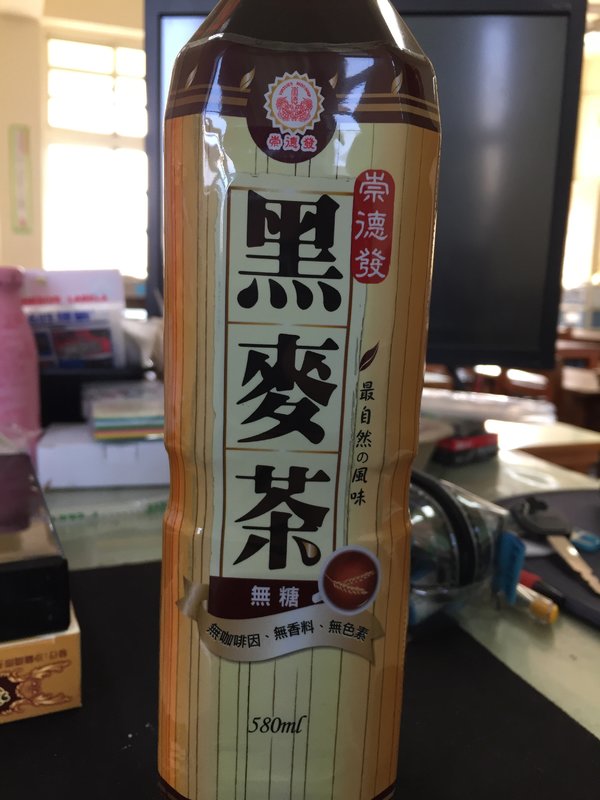 崇德發
崇德發
黑麥茶
最自然の風味
無糖
無咖啡因、無香料、無色素
580ml